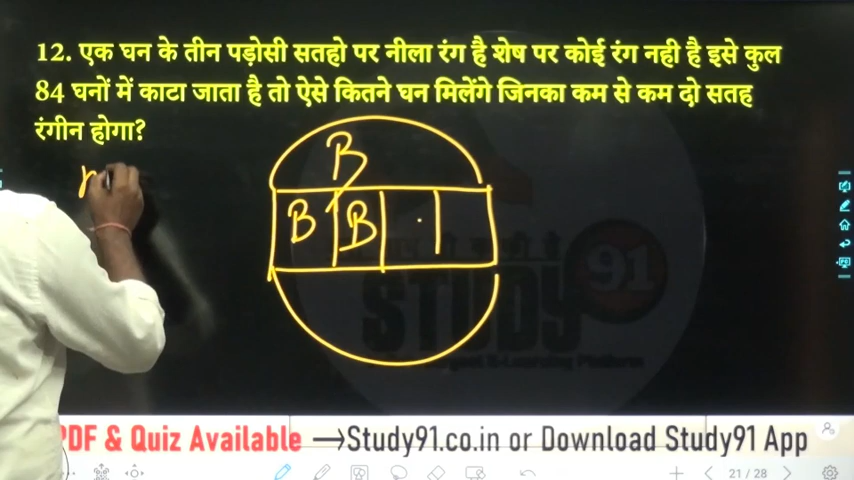 12. एक घन के तीन पड़ोसी सतहो पर नीला रंग है शेष पर कोई रंग नही है इसे कुल
84 घनों में काटा जाता है तो ऐसे कितने घन मिलेंगे जिनका कम से कम दो सतह
रंगीन होगा?
B
B B
91
STUDY
PDF & Quiz Available →Study91.co.in or Download Study91 App
21 / 28